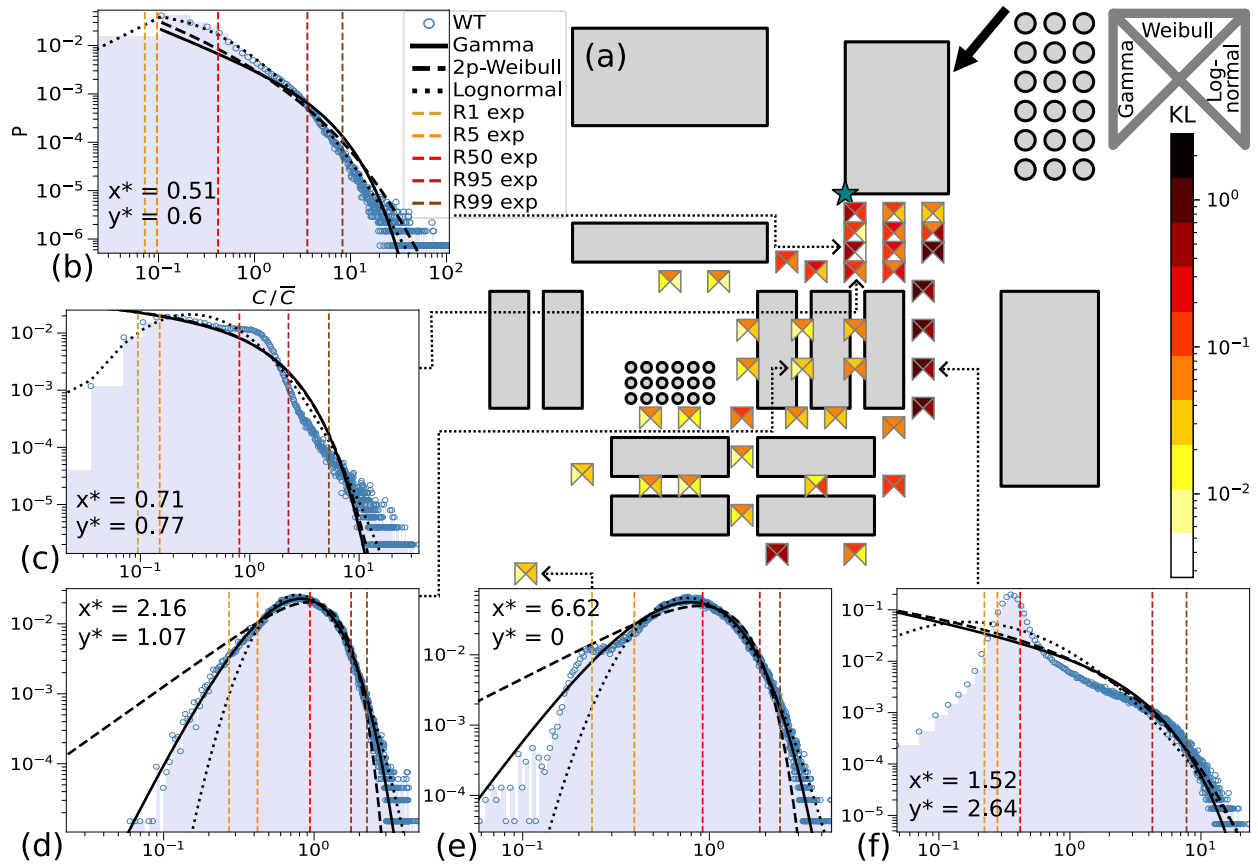 WT
Gamma
2p-Weibull
Lognormal
R1 exp
R5 exp
R50 exp
R95 exp
R99 exp
(a)
Weibull
Gamma
Log-
normal
KL
10⁰
10⁻¹
10⁻²
P
10⁻²
10⁻³
10⁻⁴
10⁻⁵
10⁻⁶
x* = 0.51
y* = 0.6
(b)
10⁻¹
10⁰
10¹
10²
C/C̅
10⁻²
10⁻³
10⁻⁴
10⁻⁵
x* = 0.71
y* = 0.77
(c)
10⁻¹
10⁰
10¹
10⁻²
10⁻³
10⁻⁴
x* = 2.16
y* = 1.07
(d)
10⁻¹
10⁰
10⁻²
10⁻³
10⁻⁴
x* = 6.62
y* = 0
(e)
10⁻¹
10⁰
10⁻¹
10⁻²
10⁻³
10⁻⁴
10⁻⁵
x* = 1.52
y* = 2.64
(f)
10⁻¹
10⁰
10¹